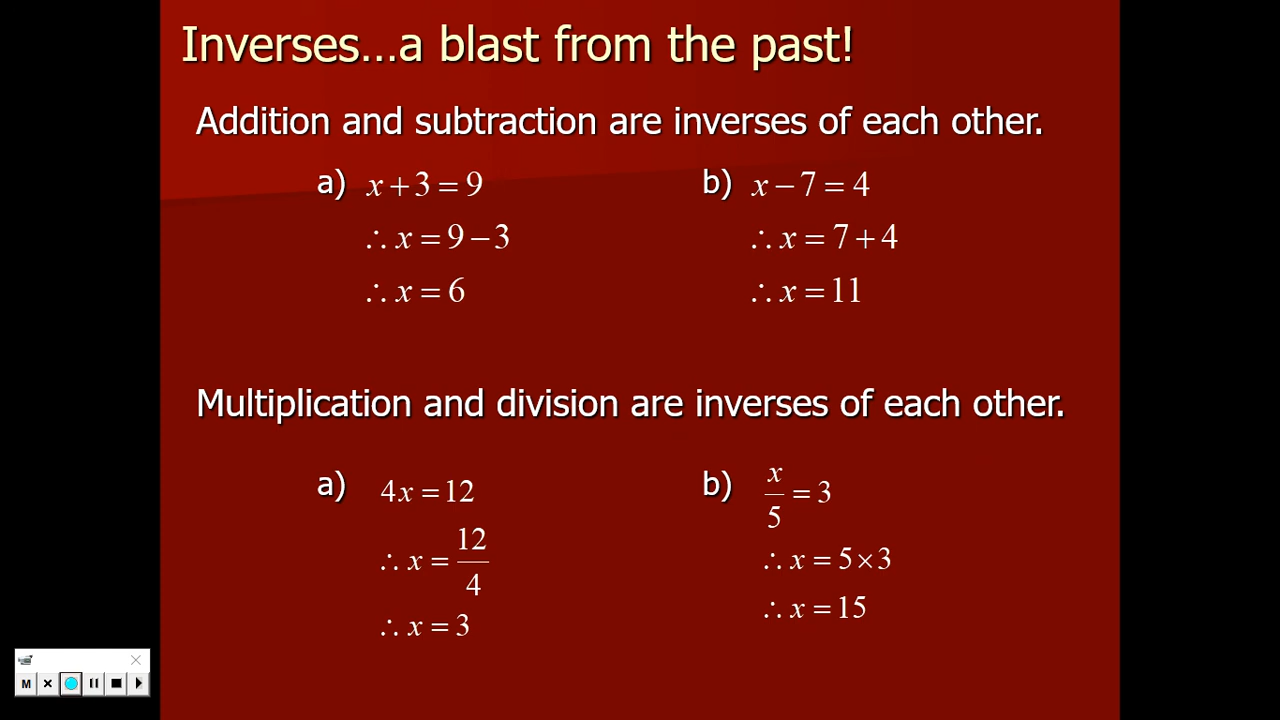 Inverses…a blast from the past!
Addition and subtraction are inverses of each other.
a) x + 3 = 9
∴ x = 9 − 3
∴ x = 6
b) x − 7 = 4
∴ x = 7 + 4
∴ x = 11
Multiplication and division are inverses of each other.
a) 4x = 12
∴ x = 12/4
∴ x = 3
b) x/5 = 3
∴ x = 5 × 3
∴ x = 15
M